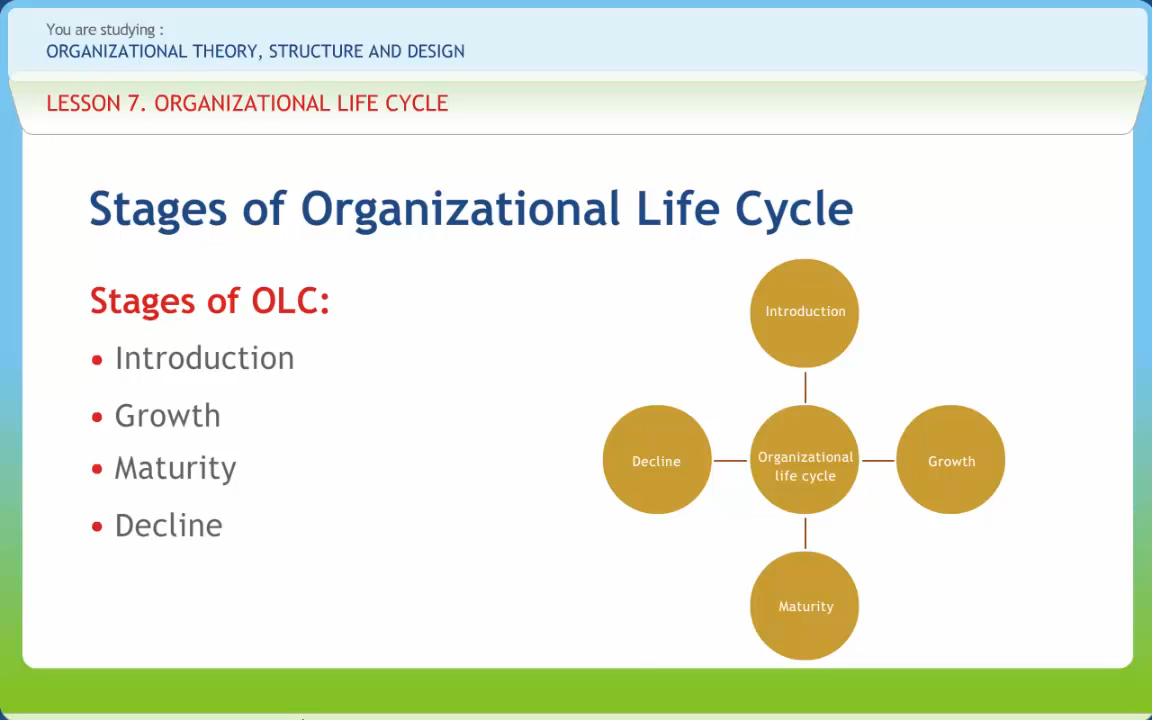 You are studying :
ORGANIZATIONAL THEORY, STRUCTURE AND DESIGN
LESSON 7. ORGANIZATIONAL LIFE CYCLE
Stages of Organizational Life Cycle
Stages of OLC:
• Introduction
• Growth
• Maturity
• Decline
Introduction
Decline
Organizational
life cycle
Growth
Maturity